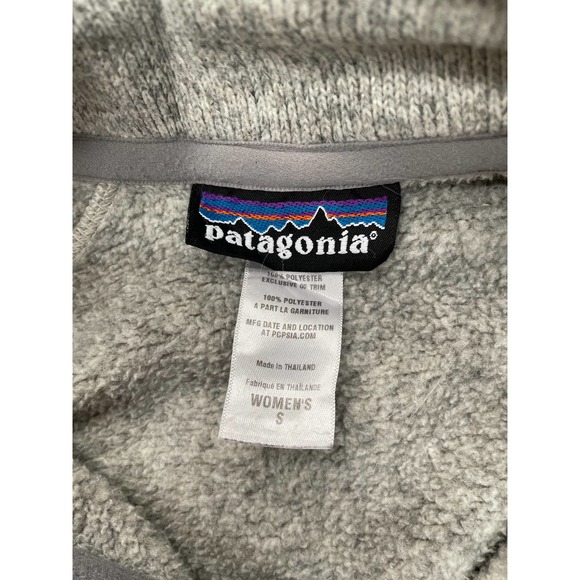 patagonia®
100% POLYESTER
EXCLUSIVE OF TRIM
100% POLYESTER
A PART LA GARNITURE
MFG DATE AND LOCATION
AT PCPSIA.COM
Made in THAILAND
Fabriqué EN THAÏLANDE
WOMEN'S
S